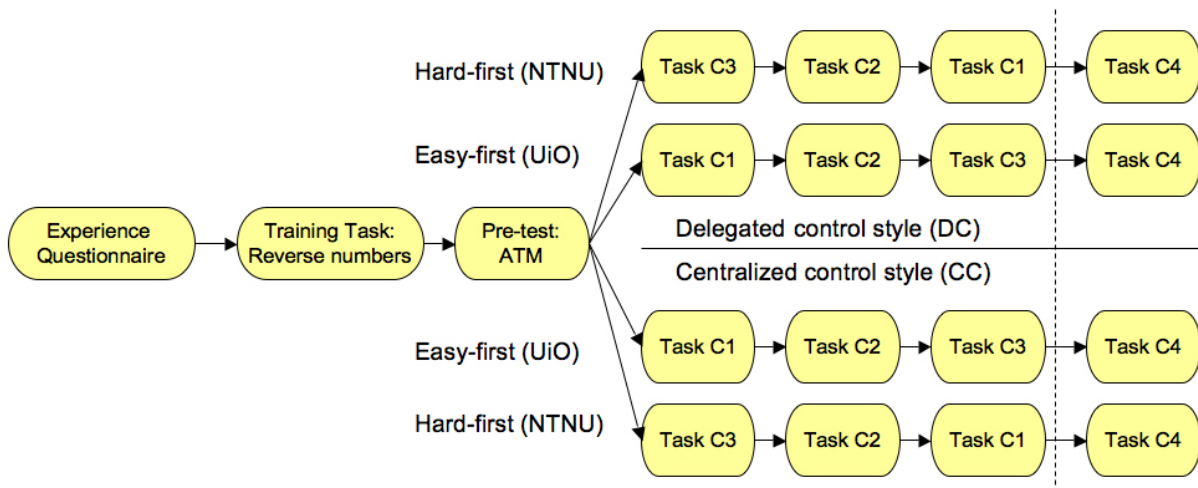 Hard-first (NTNU)
Task C3
Task C2
Task C1
Task C4
Easy-first (UiO)
Task C1
Task C2
Task C3
Task C4
Experience
Questionnaire
Training Task:
Reverse numbers
Pre-test:
ATM
Delegated control style (DC)
Centralized control style (CC)
Easy-first (UiO)
Task C1
Task C2
Task C3
Task C4
Hard-first (NTNU)
Task C3
Task C2
Task C1
Task C4